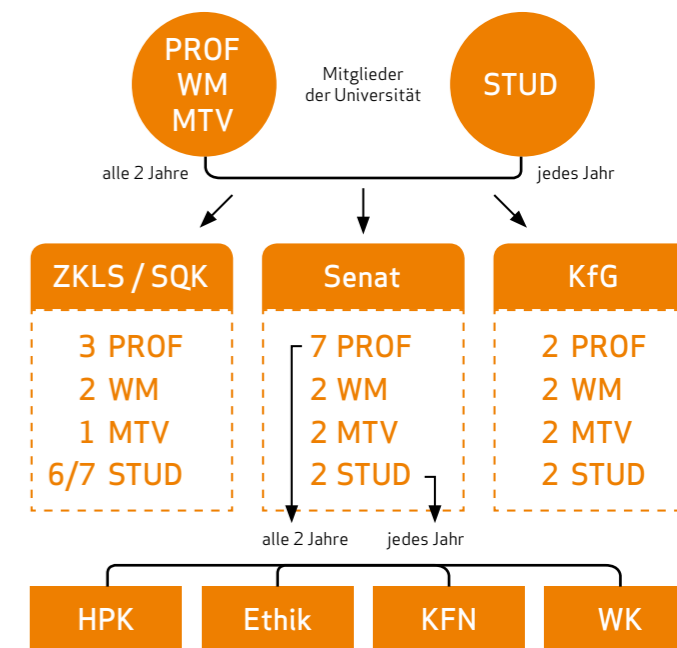 PROF
WM
MTV
Mitglieder
der Universität
STUD
alle 2 Jahre
jedes Jahr
ZKLS / SQK
3 PROF
2 WM
1 MTV
6/7 STUD
Senat
7 PROF
2 WM
2 MTV
2 STUD
KfG
2 PROF
2 WM
2 MTV
2 STUD
alle 2 Jahre
jedes Jahr
HPK
Ethik
KFN
WK